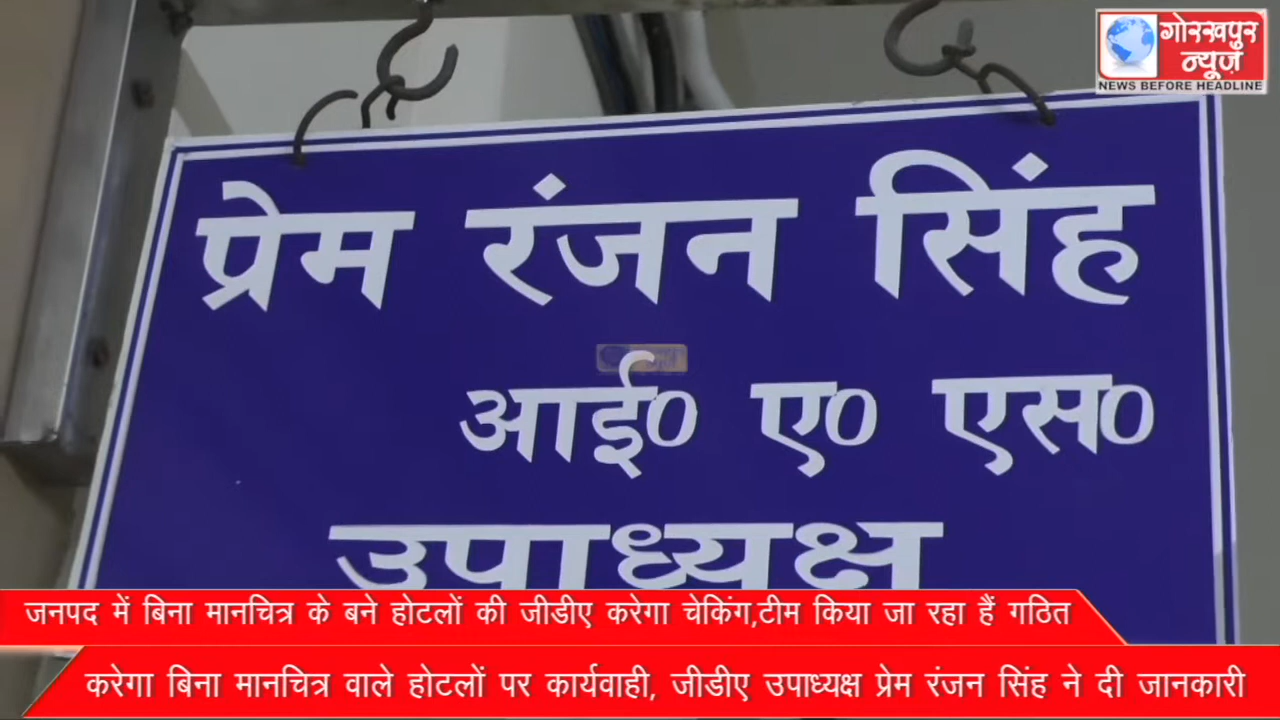 गोरखपुर
न्यूज़
NEWS BEFORE HEADLINE
प्रेम रंजन सिंह
आई० ए० एस०
उपाध्यक्ष
जनपद में बिना मानचित्र के बने होटलों की जीडीए करेगा चेकिंग,टीम किया जा रहा हैं गठित
करेगा बिना मानचित्र वाले होटलों पर कार्यवाही, जीडीए उपाध्यक्ष प्रेम रंजन सिंह ने दी जानकारी